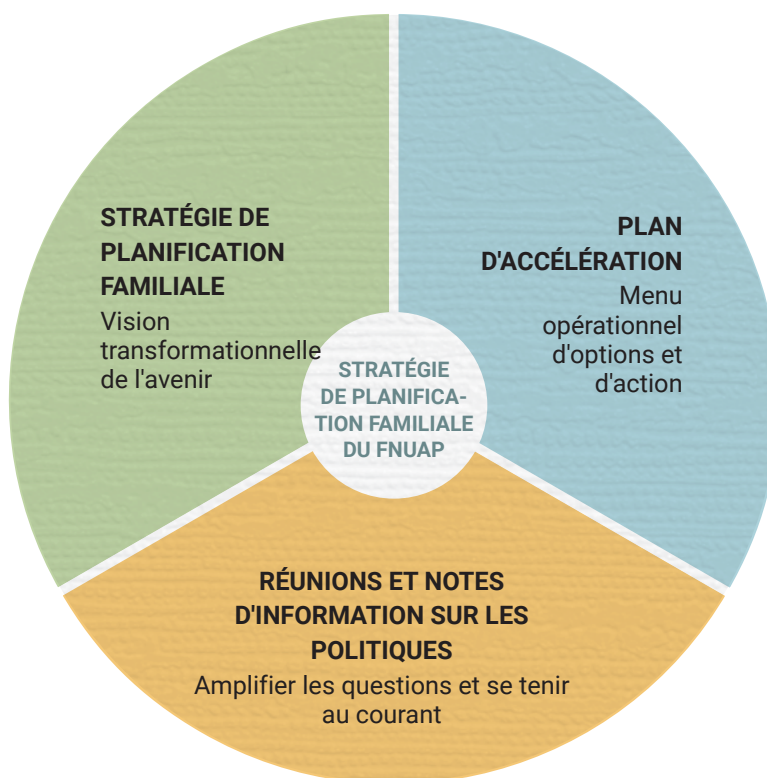 STRATÉGIE DE
PLANIFICATION
FAMILIALE
Vision
transformationnelle
de l'avenir
PLAN
D'ACCÉLÉRATION
Menu
opérationnel
d'options et
d'action
STRATÉGIE
DE PLANIFICA-
TION FAMILIALE
DU FNUAP
RÉUNIONS ET NOTES
D'INFORMATION SUR LES
POLITIQUES
Amplifier les questions et se tenir
au courant